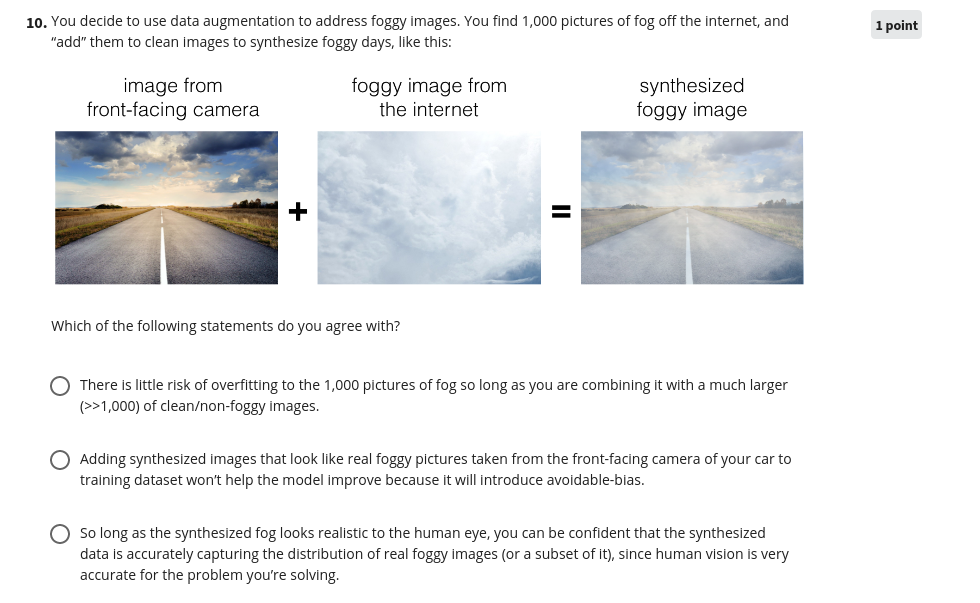 10. You decide to use data augmentation to address foggy images. You find 1,000 pictures of fog off the internet, and
1 point
“add” them to clean images to synthesize foggy days, like this:
image from
front-facing camera
foggy image from
the internet
synthesized
foggy image
+
=
Which of the following statements do you agree with?
There is little risk of overfitting to the 1,000 pictures of fog so long as you are combining it with a much larger
(>>1,000) of clean/non-foggy images.
Adding synthesized images that look like real foggy pictures taken from the front-facing camera of your car to
training dataset won’t help the model improve because it will introduce avoidable-bias.
So long as the synthesized fog looks realistic to the human eye, you can be confident that the synthesized
data is accurately capturing the distribution of real foggy images (or a subset of it), since human vision is very
accurate for the problem you’re solving.